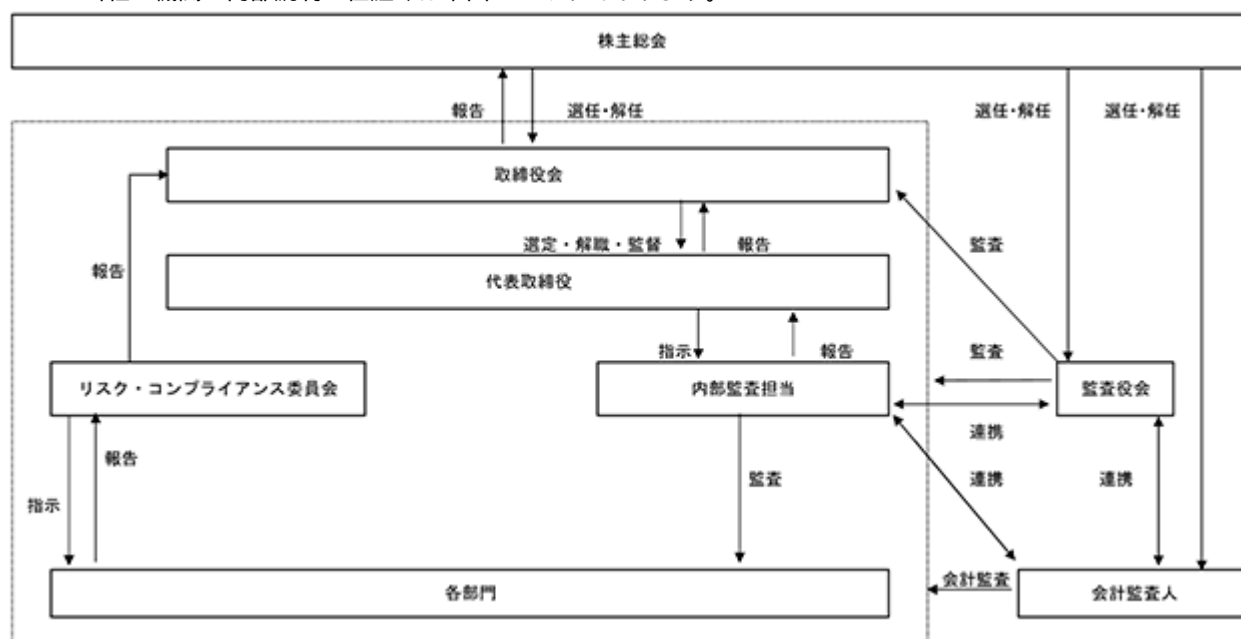 株主総会
報告
選任・解任
選任・解任
選任・解任
取締役会
選定・解職・監督
報告
監査
報告
代表取締役
指示
報告
監査
リスク・コンプライアンス委員会
内部監査担当
監査役会
連携
報告
監査
連携
連携
指示
各部門
会計監査
会計監査人